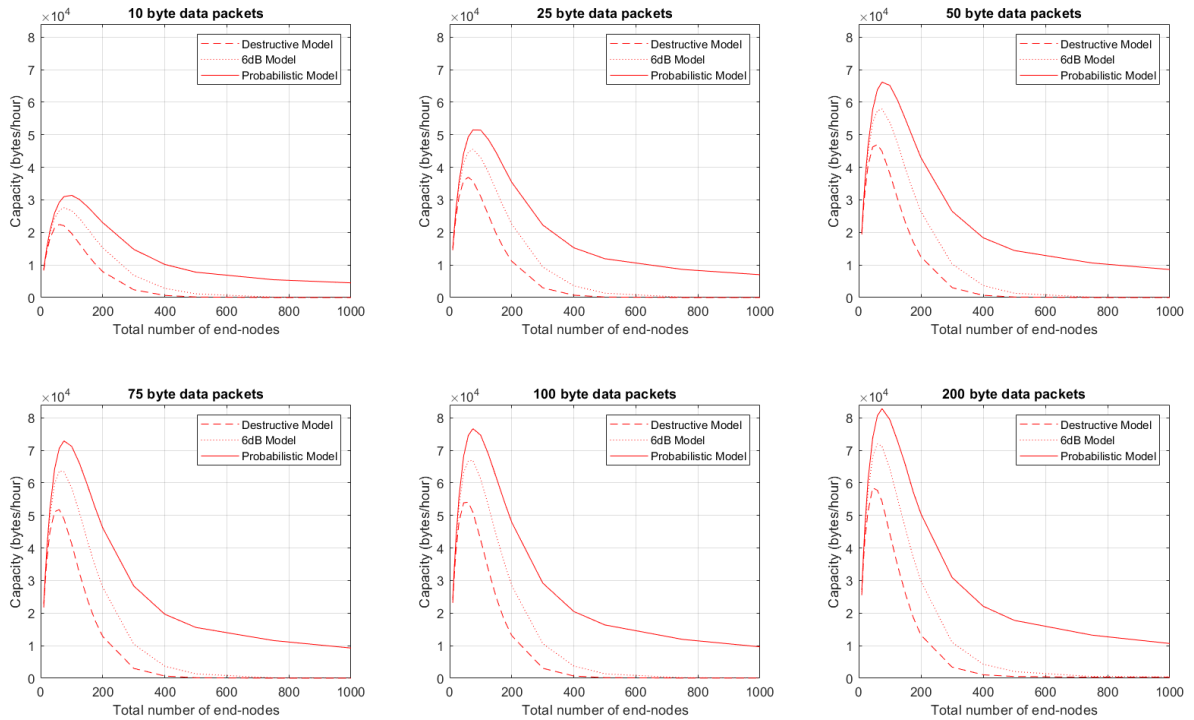 10 byte data packets
×10^4
Destructive Model
6dB Model
Probabilistic Model
Capacity (bytes/hour)
8
7
6
5
4
3
2
1
0
0 200 400 600 800 1000
Total number of end-nodes
25 byte data packets
×10^4
Destructive Model
6dB Model
Probabilistic Model
Capacity (bytes/hour)
8
7
6
5
4
3
2
1
0
0 200 400 600 800 1000
Total number of end-nodes
50 byte data packets
×10^4
Destructive Model
6dB Model
Probabilistic Model
Capacity (bytes/hour)
8
7
6
5
4
3
2
1
0
0 200 400 600 800 1000
Total number of end-nodes
75 byte data packets
×10^4
Destructive Model
6dB Model
Probabilistic Model
Capacity (bytes/hour)
8
7
6
5
4
3
2
1
0
0 200 400 600 800 1000
Total number of end-nodes
100 byte data packets
×10^4
Destructive Model
6dB Model
Probabilistic Model
Capacity (bytes/hour)
8
7
6
5
4
3
2
1
0
0 200 400 600 800 1000
Total number of end-nodes
200 byte data packets
×10^4
Destructive Model
6dB Model
Probabilistic Model
Capacity (bytes/hour)
8
7
6
5
4
3
2
1
0
0 200 400 600 800 1000
Total number of end-nodes